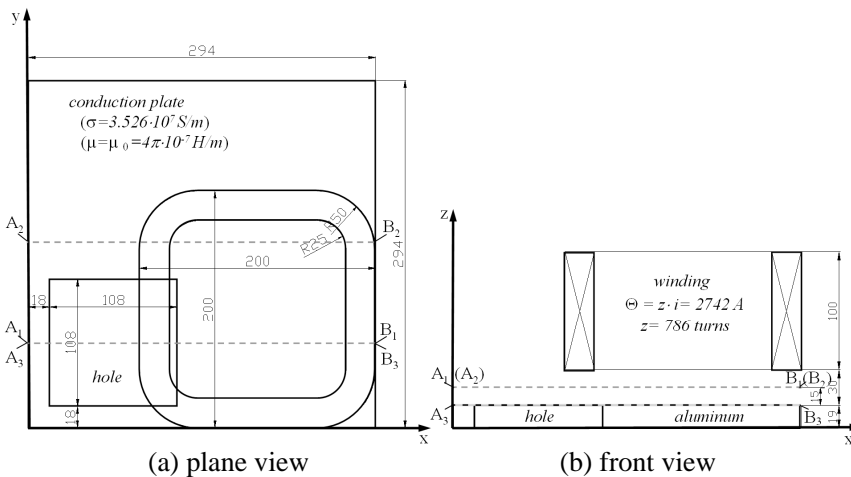 y
294
conduction plate
(σ=3.526·10⁷ S/m)
(μ=μ₀=4π·10⁻⁷ H/m)
R25
R50
A₂
B₂
200
294
18
108
200
108
A₁
B₁
A₃
B₃
hole
18
x
(a) plane view
z
winding
Θ = z· i= 2742 A
z= 786 turns
100
A₁ (A₂)
B₁(B₂)
15
30
A₃
hole
aluminum
B₃
19
x
(b) front view